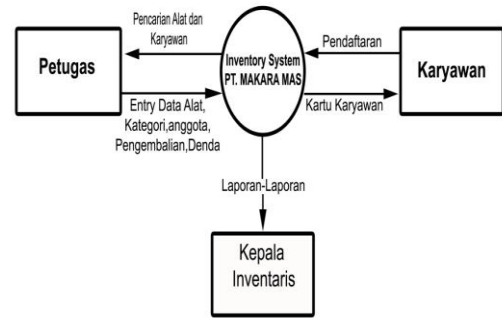 Pencarian Alat dan
Karyawan
Petugas
Entry Data Alat,
Kategori,anggota,
Pengembalian,Denda
Inventory System
PT. MAKARA MAS
Pendaftaran
Kartu Karyawan
Karyawan
Laporan-Laporan
Kepala
Inventaris